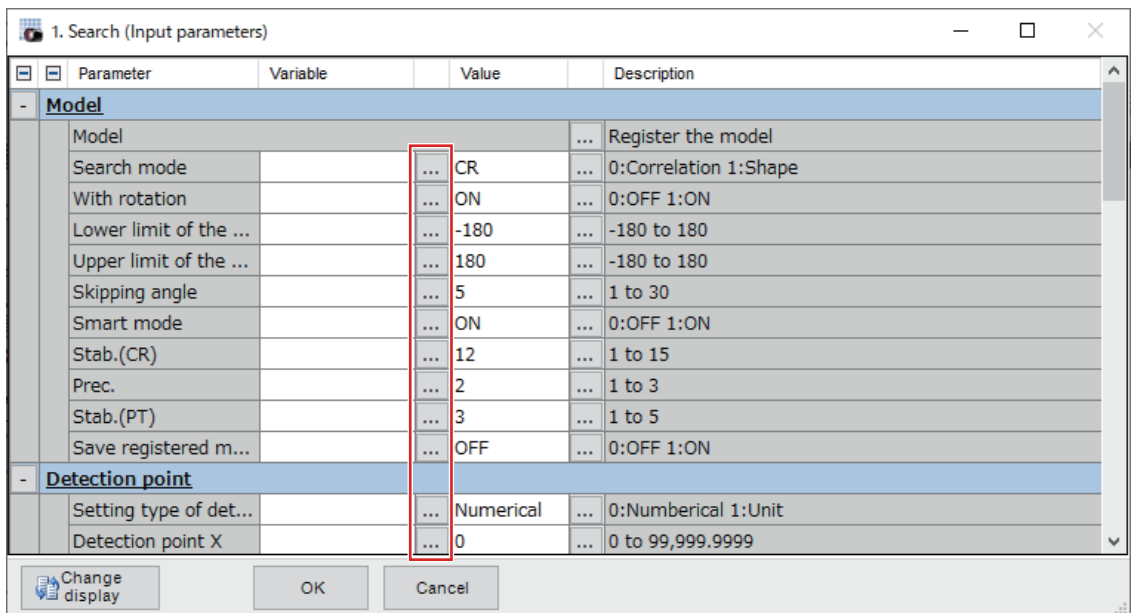 1. Search (Input parameters)
Parameter Variable Value Description
- Model
Model ... Register the model
Search mode ... CR ... 0:Correlation 1:Shape
With rotation ... ON ... 0:OFF 1:ON
Lower limit of the ... ... -180 ... -180 to 180
Upper limit of the ... ... 180 ... -180 to 180
Skipping angle ... 5 ... 1 to 30
Smart mode ... ON ... 0:OFF 1:ON
Stab.(CR) ... 12 ... 1 to 15
Prec. ... 2 ... 1 to 3
Stab.(PT) ... 3 ... 1 to 5
Save registered m... ... OFF ... 0:OFF 1:ON
- Detection point
Setting type of det... ... Numerical ... 0:Numberical 1:Unit
Detection point X ... 0 ... 0 to 99,999.9999
Change
display
OK Cancel